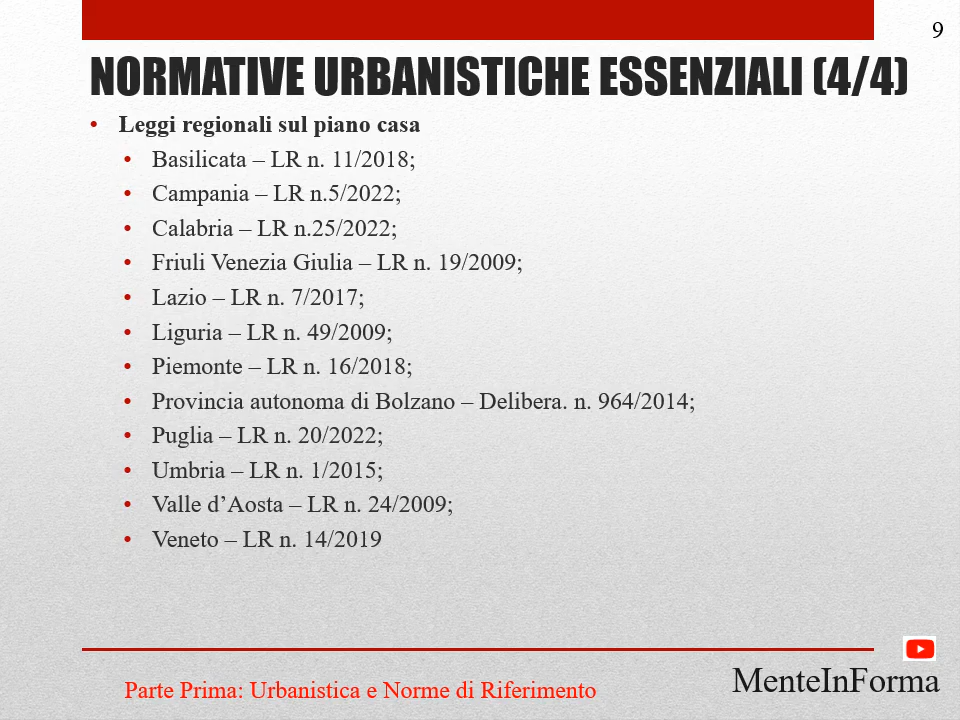 9
NORMATIVE URBANISTICHE ESSENZIALI (4/4)
• Leggi regionali sul piano casa
• Basilicata – LR n. 11/2018;
• Campania – LR n.5/2022;
• Calabria – LR n.25/2022;
• Friuli Venezia Giulia – LR n. 19/2009;
• Lazio – LR n. 7/2017;
• Liguria – LR n. 49/2009;
• Piemonte – LR n. 16/2018;
• Provincia autonoma di Bolzano – Delibera. n. 964/2014;
• Puglia – LR n. 20/2022;
• Umbria – LR n. 1/2015;
• Valle d’Aosta – LR n. 24/2009;
• Veneto – LR n. 14/2019
Parte Prima: Urbanistica e Norme di Riferimento
MenteInForma